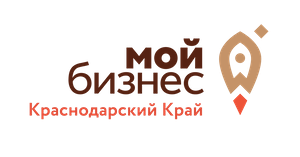 мой
бизнес
Краснодарский Край